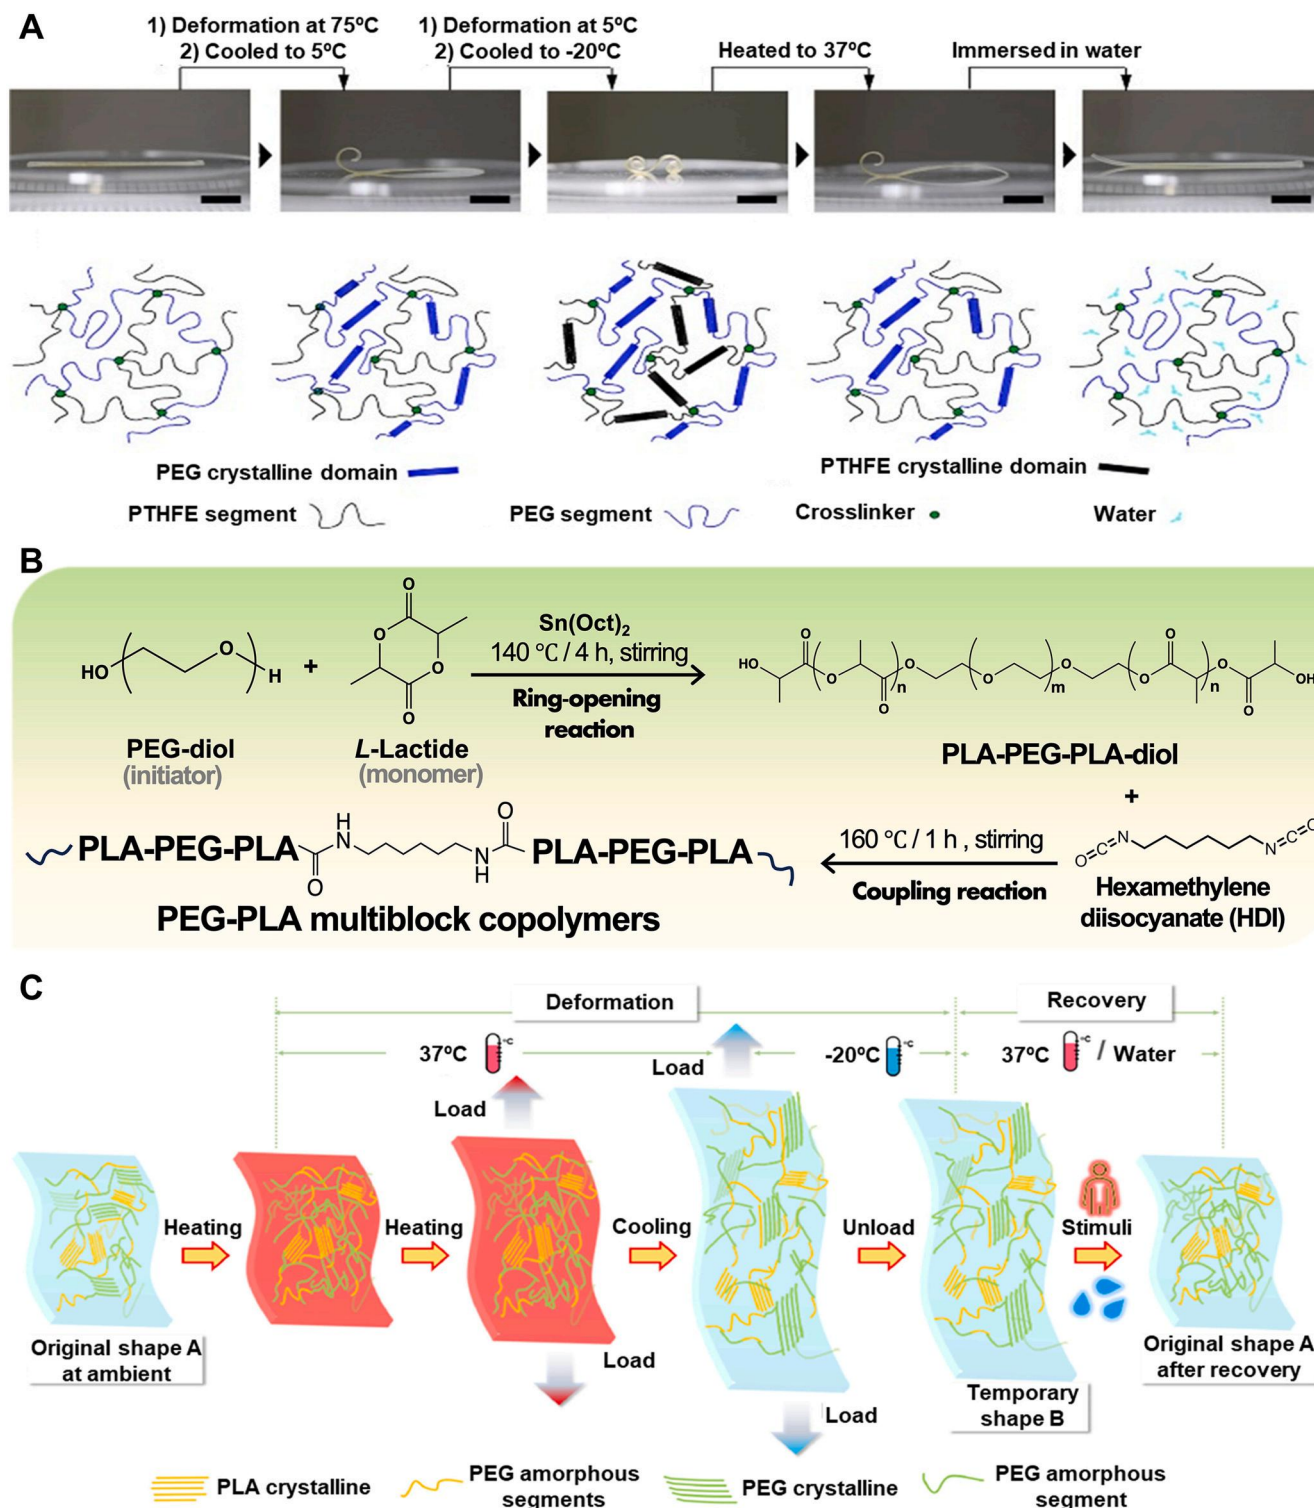 A
1) Deformation at 75ºC
2) Cooled to 5ºC
1) Deformation at 5ºC
2) Cooled to -20ºC
Heated to 37ºC
Immersed in water
PEG crystalline domain
PTHFE crystalline domain
PTHFE segment
PEG segment
Crosslinker
Water
B
HO
O
H
+
O
O
O
O
Sn(Oct)2
140 °C / 4 h, stirring
Ring-opening
reaction
HO
O
O
O
n
O
O
m
O
O
O
n
O
O
OH
PEG-diol
(initiator)
L-Lactide
(monomer)
PLA-PEG-PLA-diol
+
PLA-PEG-PLA
O
H
N
N
H
O
PLA-PEG-PLA
160 °C / 1 h , stirring
Coupling reaction
O=C=N
N=C=O
Hexamethylene
diisocyanate (HDI)
PEG-PLA multiblock copolymers
C
Deformation
Recovery
37ºC
°C
Load
-20ºC
°C
37ºC
°C
/ Water
Load
Heating
Heating
Cooling
Unload
Stimuli
Load
Load
Original shape A
at ambient
Temporary
shape B
Original shape A
after recovery
PLA crystalline
PEG amorphous
segments
PEG crystalline
PEG amorphous
segment